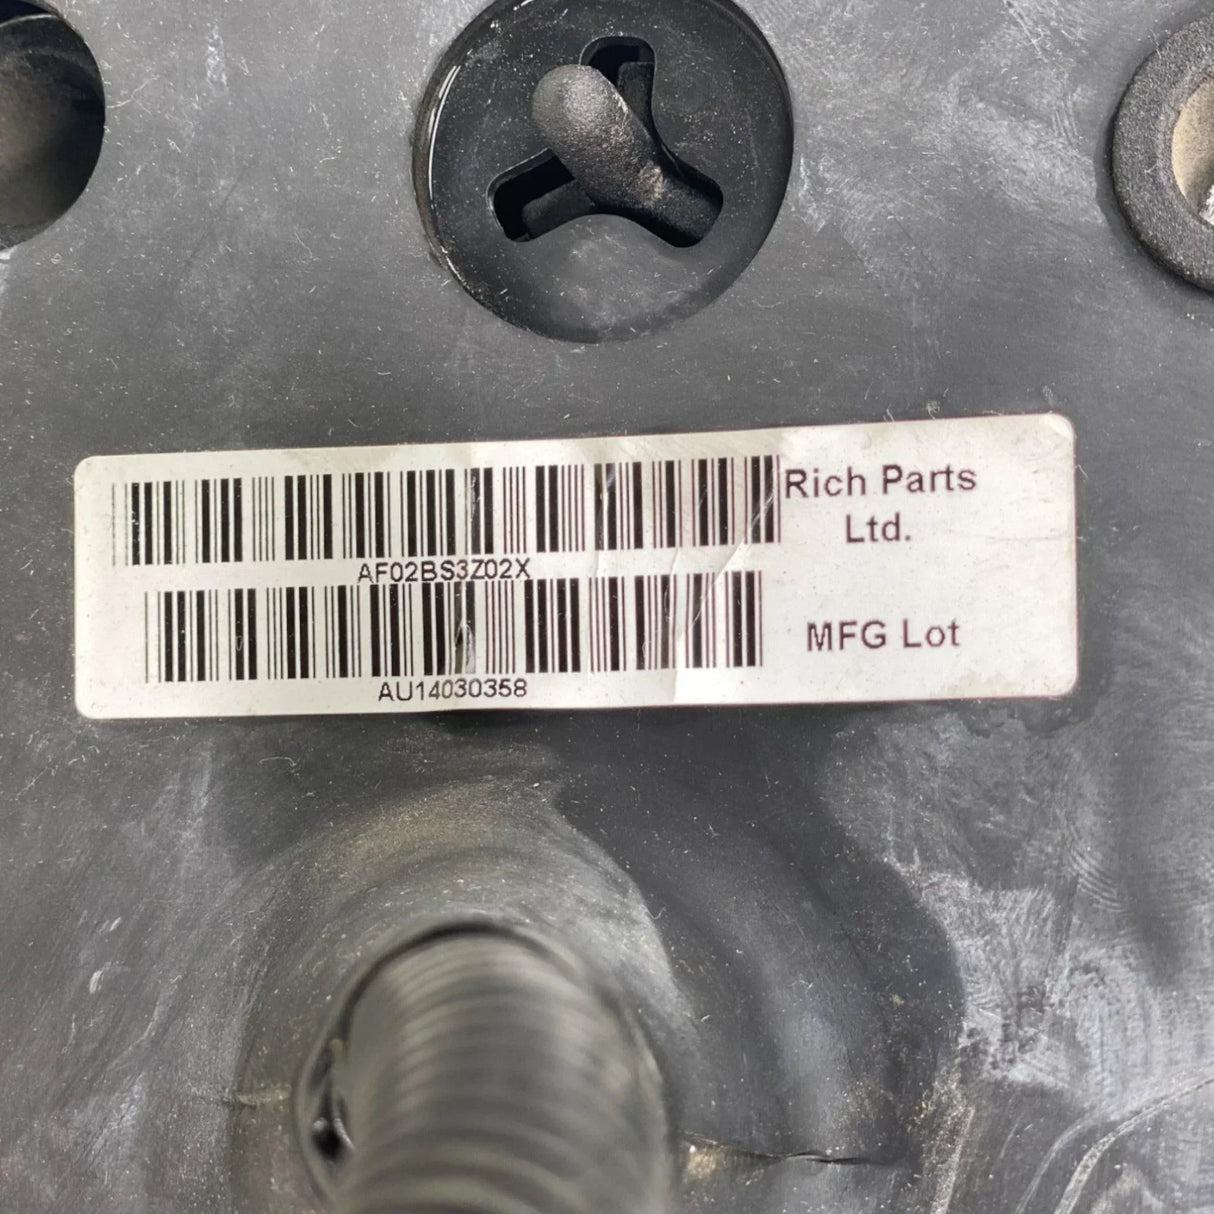 Rich Parts
Ltd.
AF02BS3Z02X
MFG Lot
AU14030358